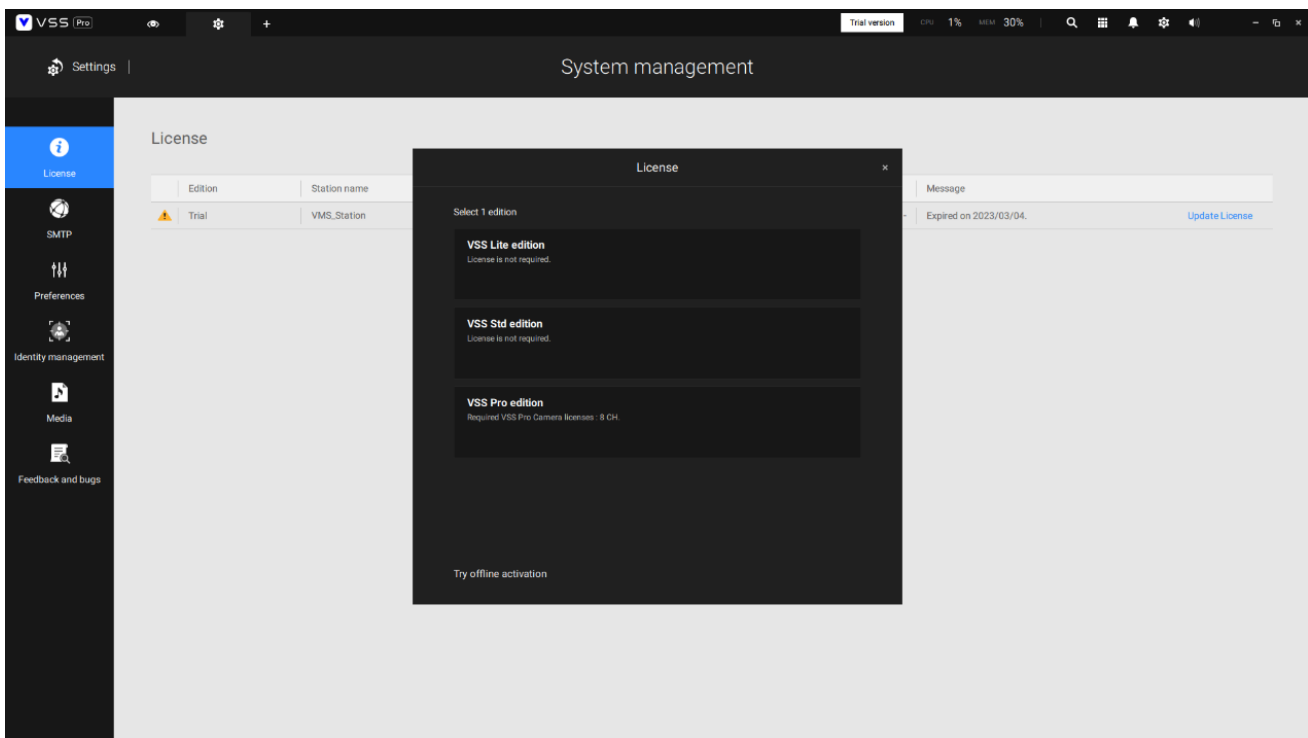 VSS Pro
Trial version CPU 1% MEM 30%
Settings
System management
License
SMTP
Preferences
Identity management
Media
Feedback and bugs
License
Edition Station name Message
Trial VMS_Station - Expired on 2023/03/04. Update License
License
Select 1 edition
VSS Lite edition
License is not required.
VSS Std edition
License is not required.
VSS Pro edition
Required VSS Pro Camera licenses : 8 CH.
Try offline activation